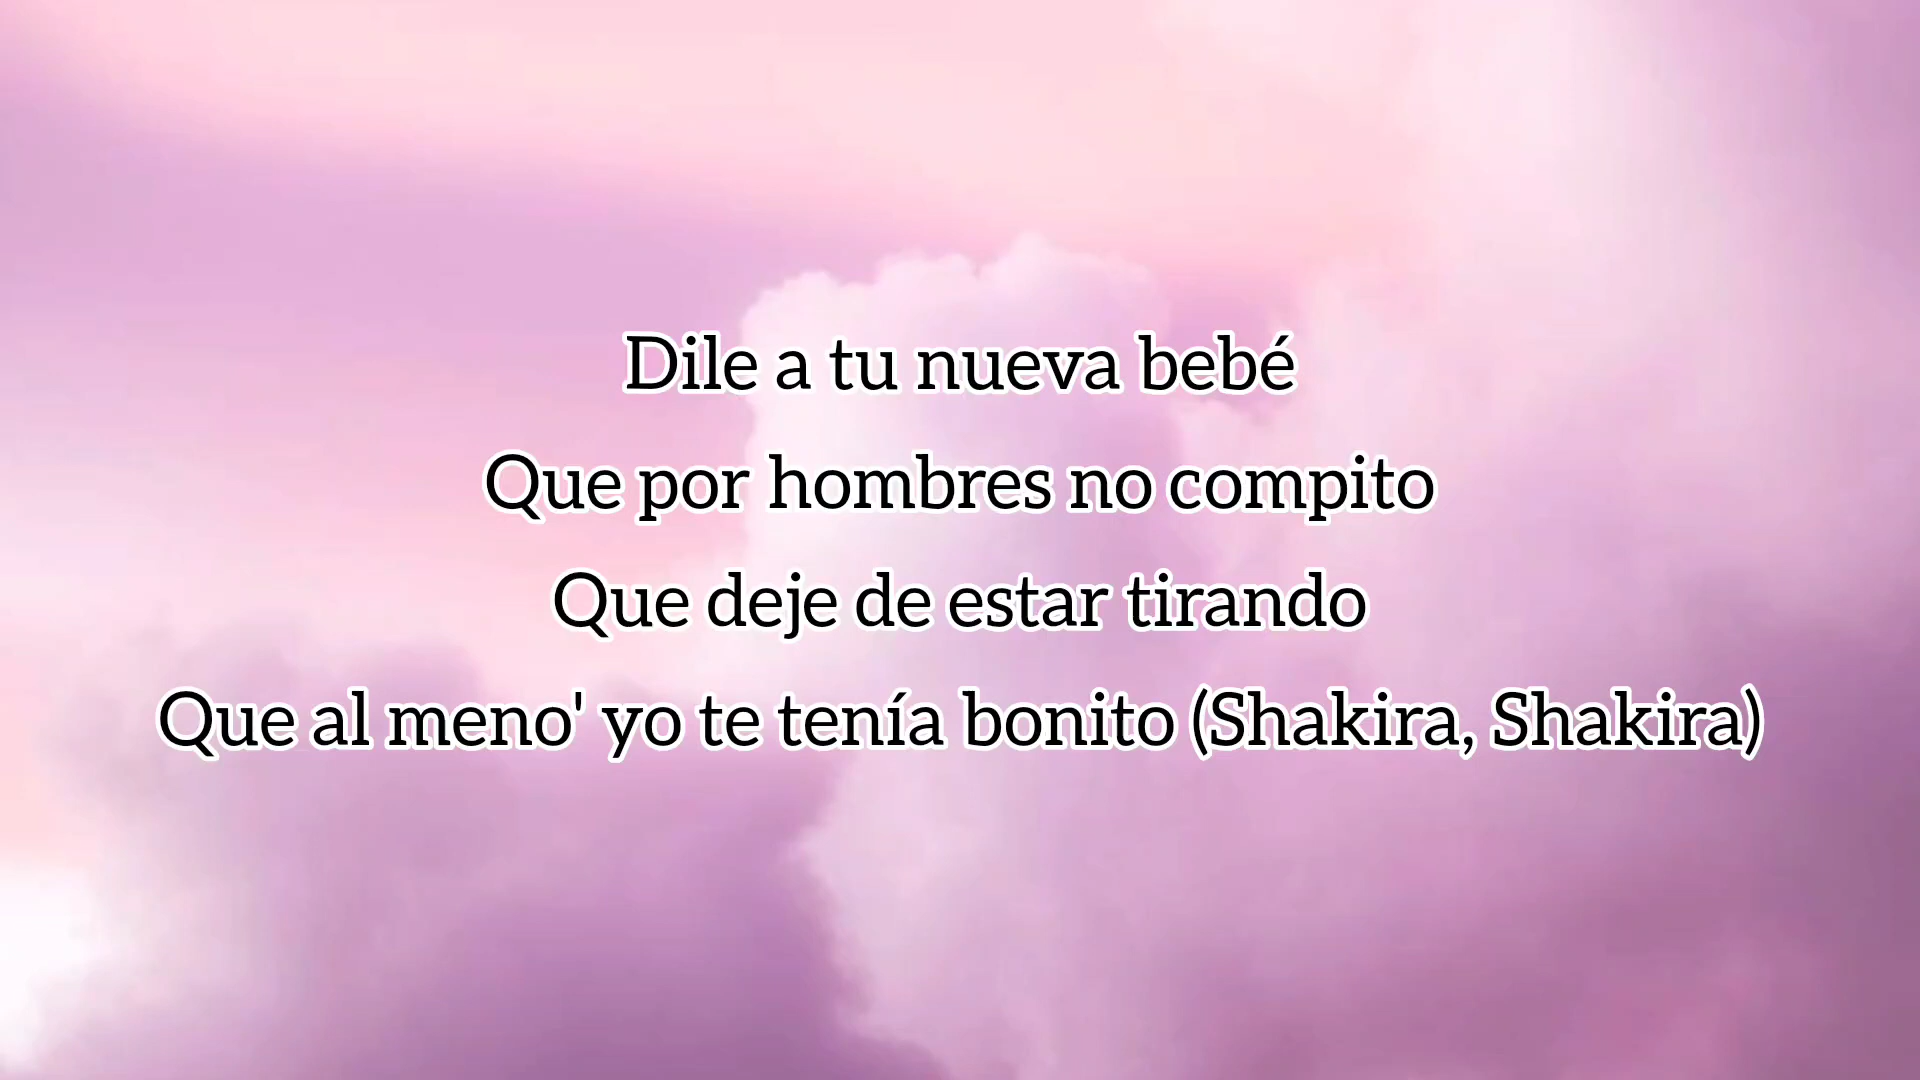 Dile a tu nueva bebé
Que por hombres no compito
Que deje de estar tirando
Que al meno' yo te tenía bonito (Shakira, Shakira)